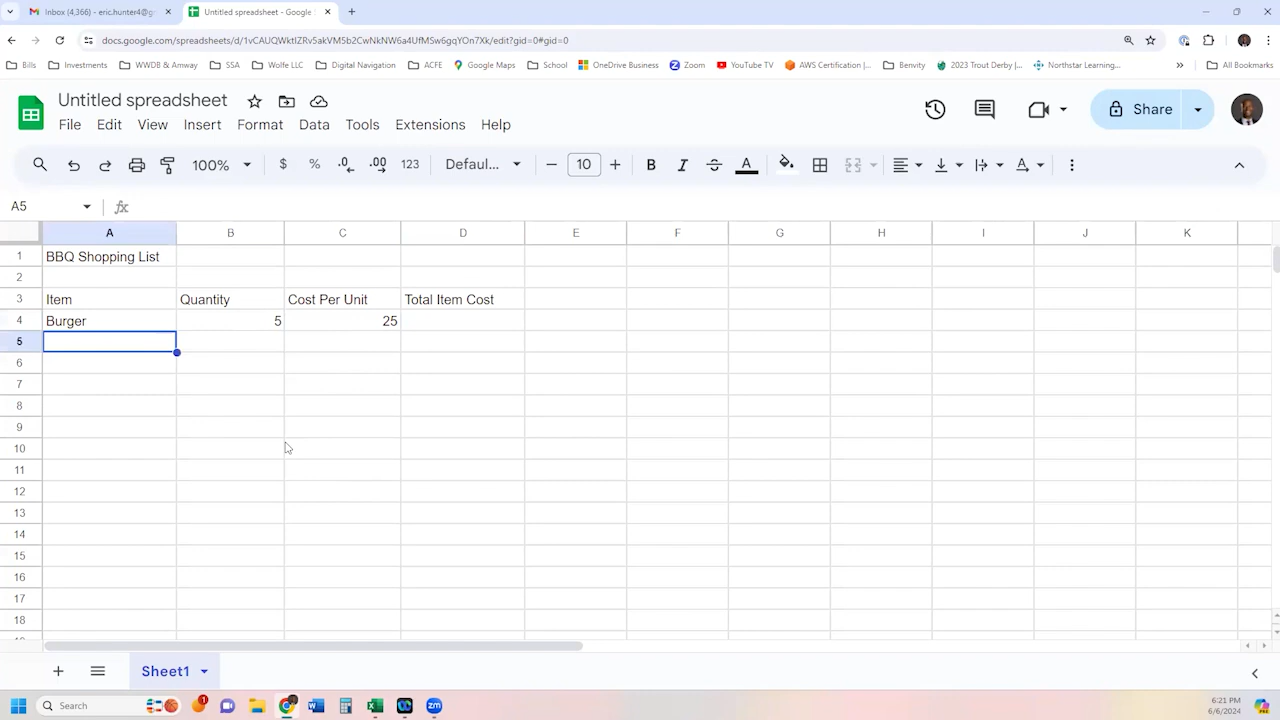 Inbox (4,366) - eric.hunter4@g
Untitled spreadsheet - Google S
docs.google.com/spreadsheets/d/1vCAUQWktIZRvSakVM5b2CwNkNW6a4UfMSw6gqYOn7Xk/edit?gid=0#gid=0
Bills Investments WWDB & Amway SSA Wolfe LLC Digital Navigation ACFE Google Maps School OneDrive Business Zoom YouTube TV AWS Certification |... Benvity 2023 Trout Derby |... Northstar Learning... All Bookmarks
Untitled spreadsheet
File Edit View Insert Format Data Tools Extensions Help
Share
100% $ % .0 .00 123 Defaul... 10 B I S A
A5 fx
A B C D E F G H I J K
1 BBQ Shopping List
2
3 Item Quantity Cost Per Unit Total Item Cost
4 Burger 5 25
5
6
7
8
9
10
11
12
13
14
15
16
17
18
Sheet1
Search
6:21 PM
6/6/2024